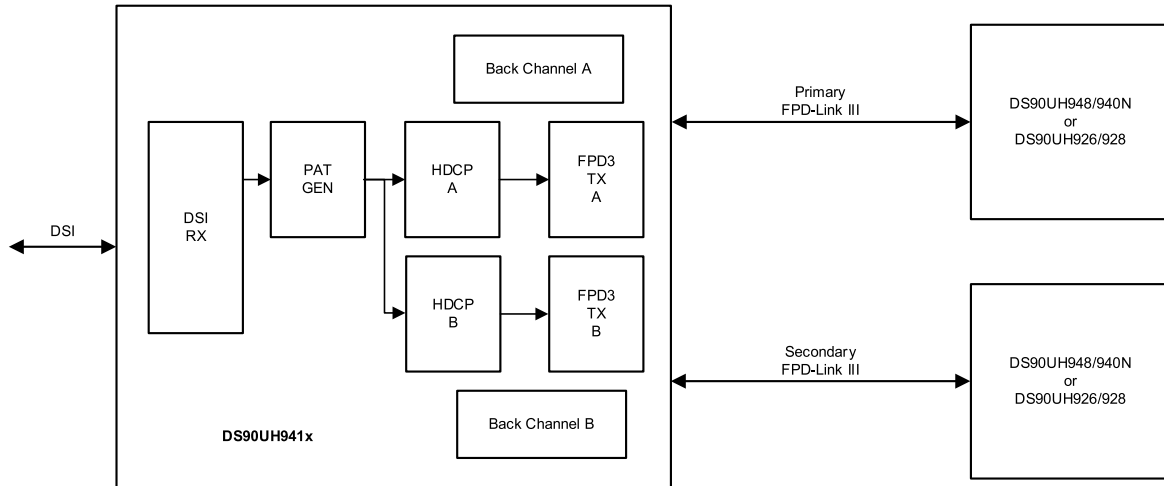 Back Channel A
Primary
FPD-Link III
DS90UH948/940N
or
DS90UH926/928
DSI
DSI
RX
PAT
GEN
HDCP
A
FPD3
TX
A
HDCP
B
FPD3
TX
B
Secondary
FPD-Link III
DS90UH948/940N
or
DS90UH926/928
Back Channel B
DS90UH941x